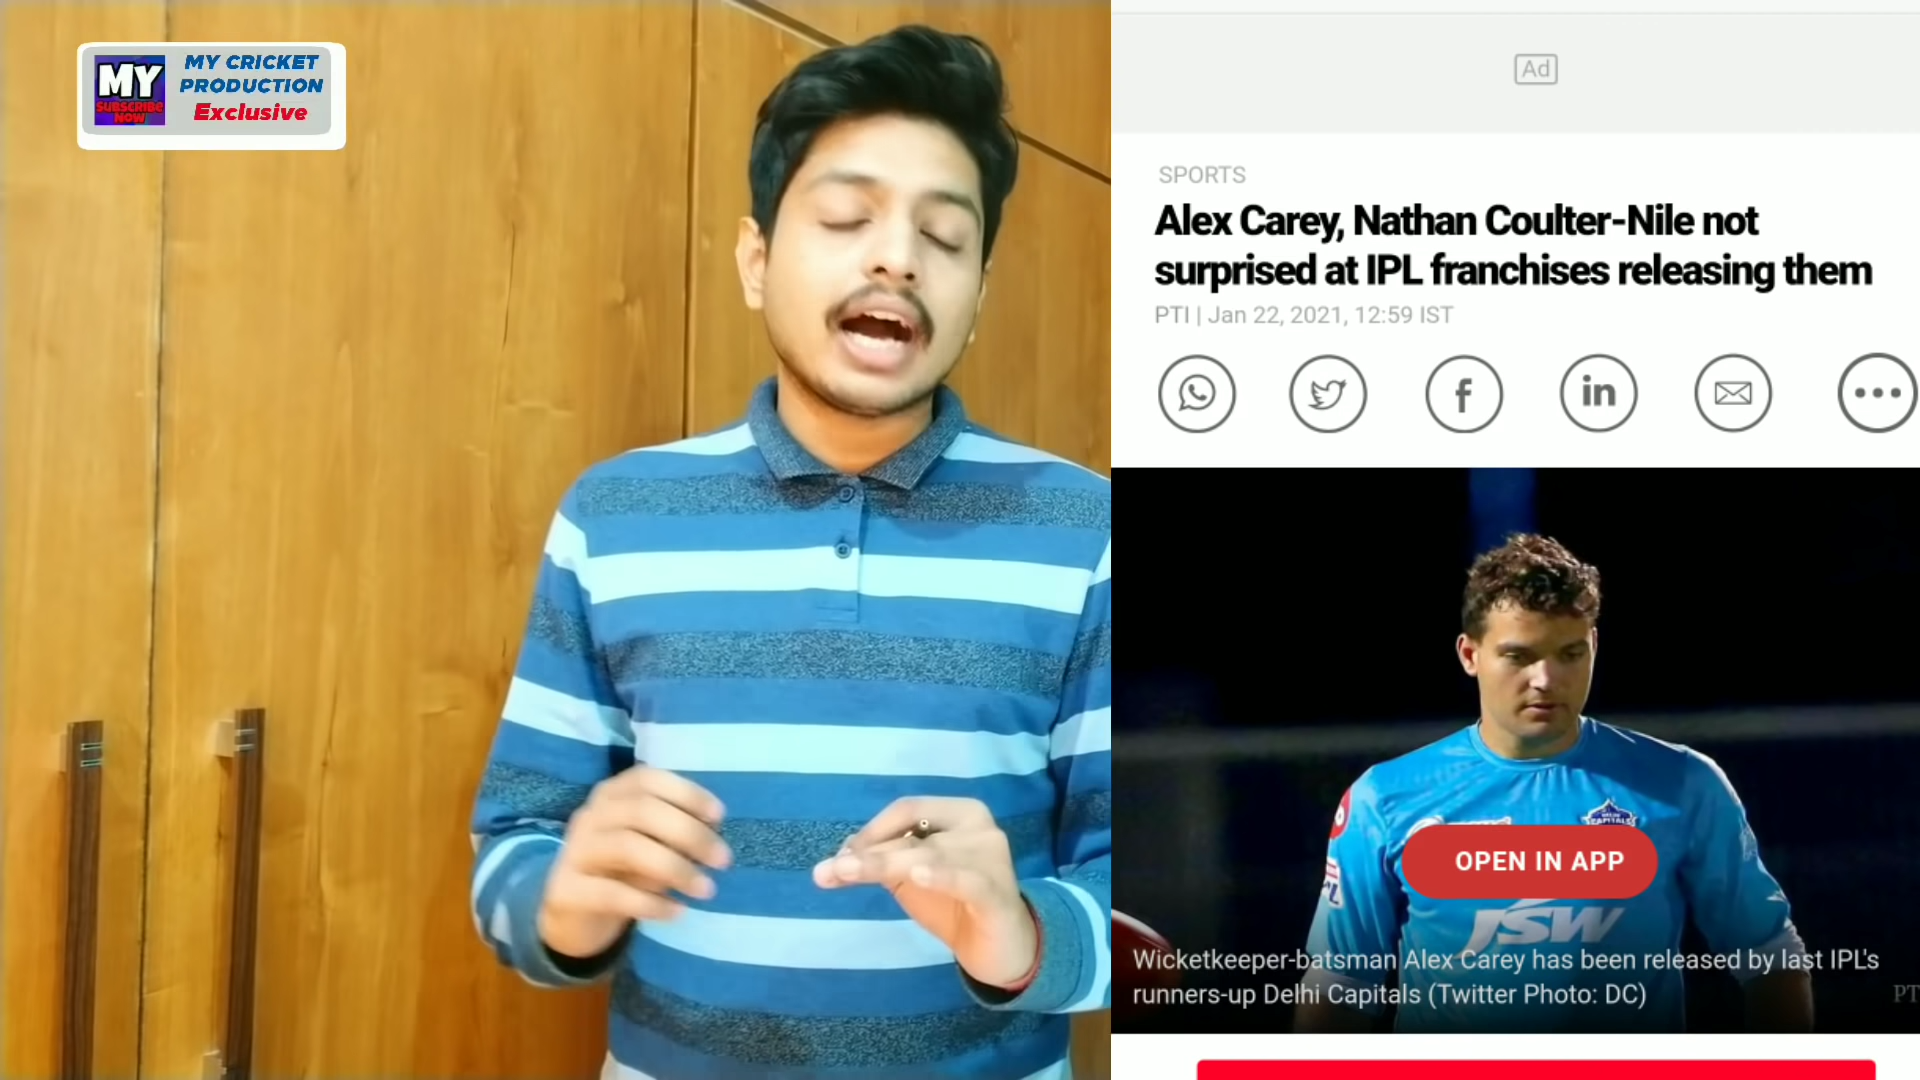 MY
SUBSCRIBE
NOW
MY CRICKET
PRODUCTION
Exclusive
Ad
SPORTS
Alex Carey, Nathan Coulter-Nile not
surprised at IPL franchises releasing them
PTI | Jan 22, 2021, 12:59 IST
CAPITALS
OPEN IN APP
JSW
Wicketkeeper-batsman Alex Carey has been released by last IPL's
runners-up Delhi Capitals (Twitter Photo: DC)